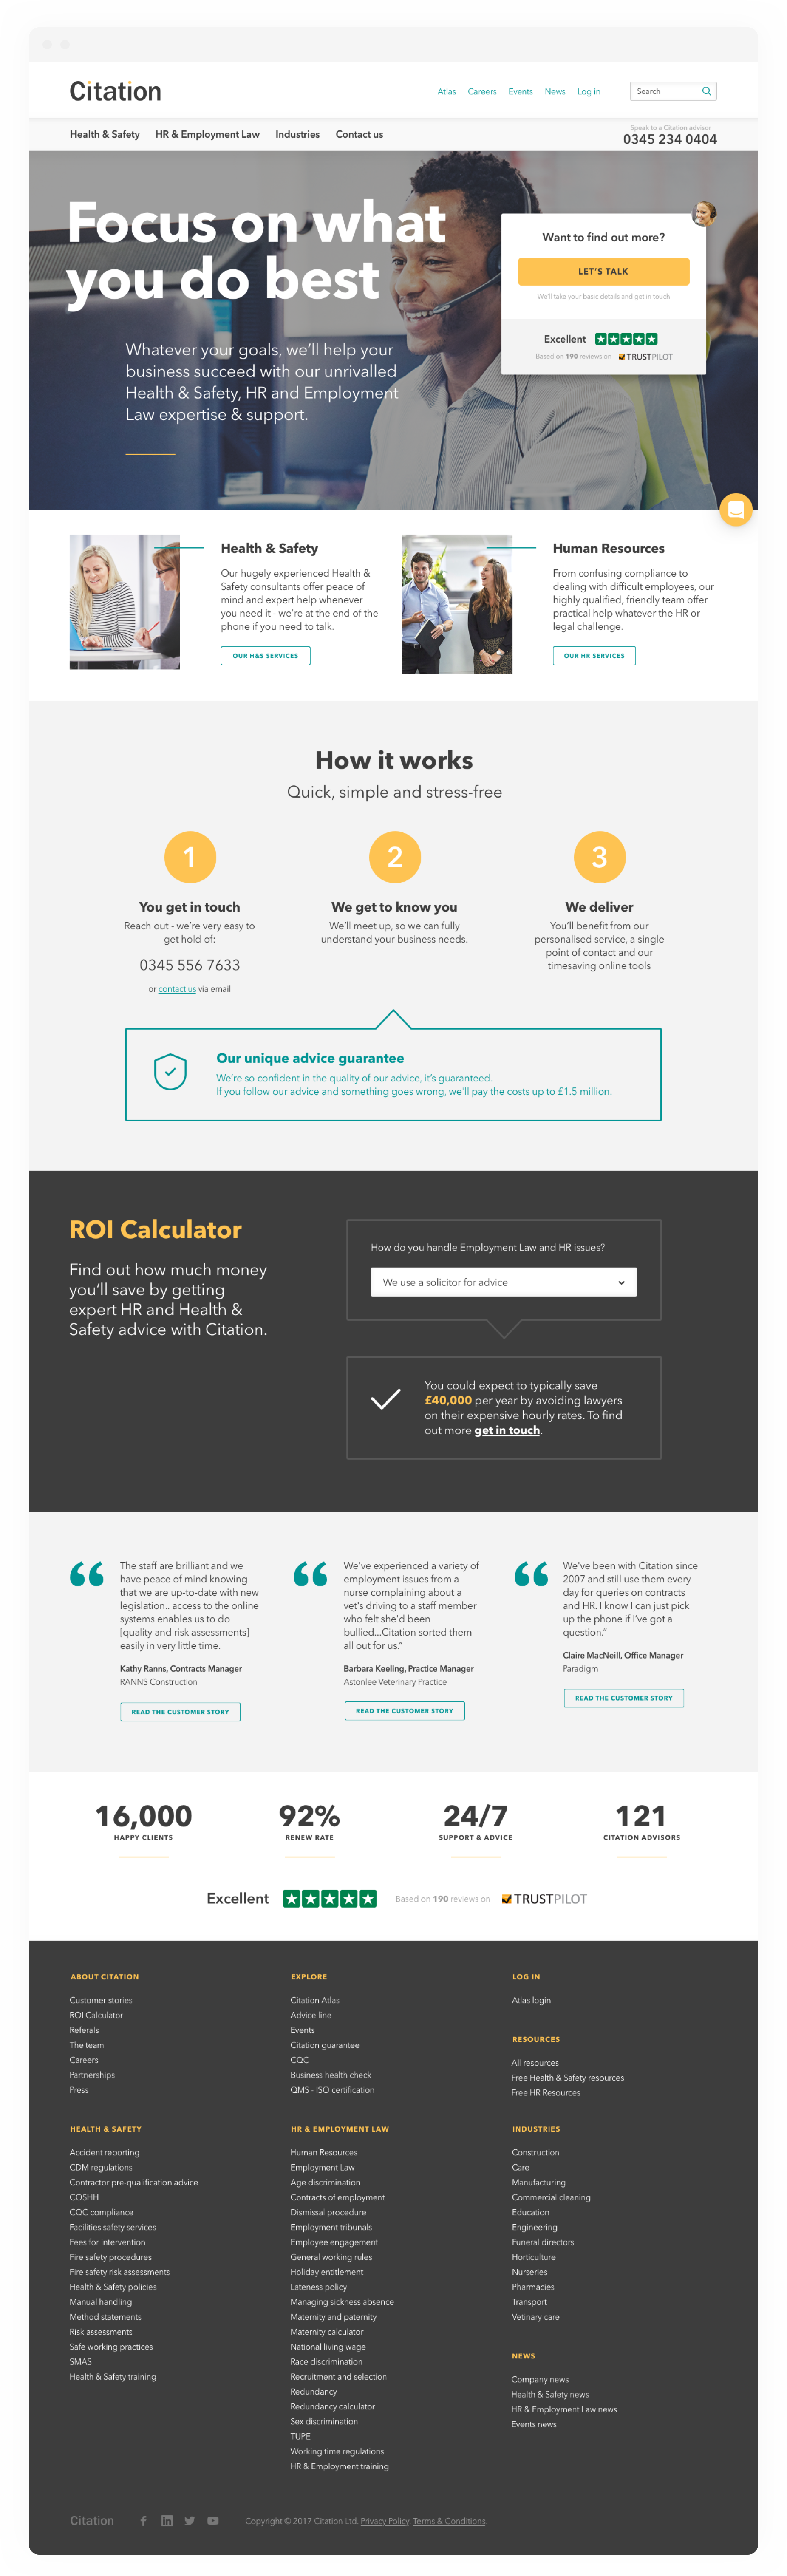 Citation
Atlas Careers Events News Log in
Search
Health & Safety HR & Employment Law Industries Contact us
Speak to a Citation advisor
0345 234 0404
Focus on what
you do best
Whatever your goals, we'll help your
business succeed with our unrivalled
Health & Safety, HR and Employment
Law expertise & support.
Want to find out more?
LET'S TALK
We'll take your basic details and get in touch
Excellent
Based on 190 reviews on TRUSTPILOT
Health & Safety
Our hugely experienced Health &
Safety consultants offer peace of
mind and expert help whenever
you need it - we're at the end of the
phone if you need to talk.
OUR H&S SERVICES
Human Resources
From confusing compliance to
dealing with difficult employees, our
highly qualified, friendly team offer
practical help whatever the HR or
legal challenge.
OUR HR SERVICES
How it works
Quick, simple and stress-free
1
You get in touch
Reach out - we're very easy to
get hold of:
0345 556 7633
or contact us via email
2
We get to know you
We'll meet up, so we can fully
understand your business needs.
3
We deliver
You'll benefit from our
personalised service, a single
point of contact and our
timesaving online tools
Our unique advice guarantee
We're so confident in the quality of our advice, it's guaranteed.
If you follow our advice and something goes wrong, we'll pay the costs up to £1.5 million.
ROI Calculator
Find out how much money
you'll save by getting
expert HR and Health &
Safety advice with Citation.
How do you handle Employment Law and HR issues?
We use a solicitor for advice
You could expect to typically save
£40,000 per year by avoiding lawyers
on their expensive hourly rates. To find
out more get in touch.
The staff are brilliant and we
have peace of mind knowing
that we are up-to-date with new
legislation.. access to the online
systems enables us to do
[quality and risk assessments]
easily in very little time.
Kathy Ranns, Contracts Manager
RANNS Construction
READ THE CUSTOMER STORY
We've experienced a variety of
employment issues from a
nurse complaining about a
vet's driving to a staff member
who felt she'd been
bullied...Citation sorted them
all out for us."
Barbara Keeling, Practice Manager
Astonlee Veterinary Practice
READ THE CUSTOMER STORY
We've been with Citation since
2007 and still use them every
day for queries on contracts
and HR. I know I can just pick
up the phone if I've got a
question."
Claire MacNeill, Office Manager
Paradigm
READ THE CUSTOMER STORY
16,000
HAPPY CLIENTS
92%
RENEW RATE
24/7
SUPPORT & ADVICE
121
CITATION ADVISORS
Excellent Based on 190 reviews on TRUSTPILOT
ABOUT CITATION
Customer stories
ROI Calculator
Referals
The team
Careers
Partnerships
Press
EXPLORE
Citation Atlas
Advice line
Events
Citation guarantee
CQC
Business health check
QMS - ISO certification
LOG IN
Atlas login
RESOURCES
All resources
Free Health & Safety resources
Free HR Resources
HEALTH & SAFETY
Accident reporting
CDM regulations
Contractor pre-qualification advice
COSHH
CQC compliance
Facilities safety services
Fees for intervention
Fire safety procedures
Fire safety risk assessments
Health & Safety policies
Manual handling
Method statements
Risk assessments
Safe working practices
SMAS
Health & Safety training
HR & EMPLOYMENT LAW
Human Resources
Employment Law
Age discrimination
Contracts of employment
Dismissal procedure
Employment tribunals
Employee engagement
General working rules
Holiday entitlement
Lateness policy
Managing sickness absence
Maternity and paternity
Maternity calculator
National living wage
Race discrimination
Recruitment and selection
Redundancy
Redundancy calculator
Sex discrimination
TUPE
Working time regulations
HR & Employment training
INDUSTRIES
Construction
Care
Manufacturing
Commercial cleaning
Education
Engineering
Funeral directors
Horticulture
Nurseries
Pharmacies
Transport
Vetinary care
NEWS
Company news
Health & Safety news
HR & Employment Law news
Events news
Citation
Copyright © 2017 Citation Ltd. Privacy Policy. Terms & Conditions.